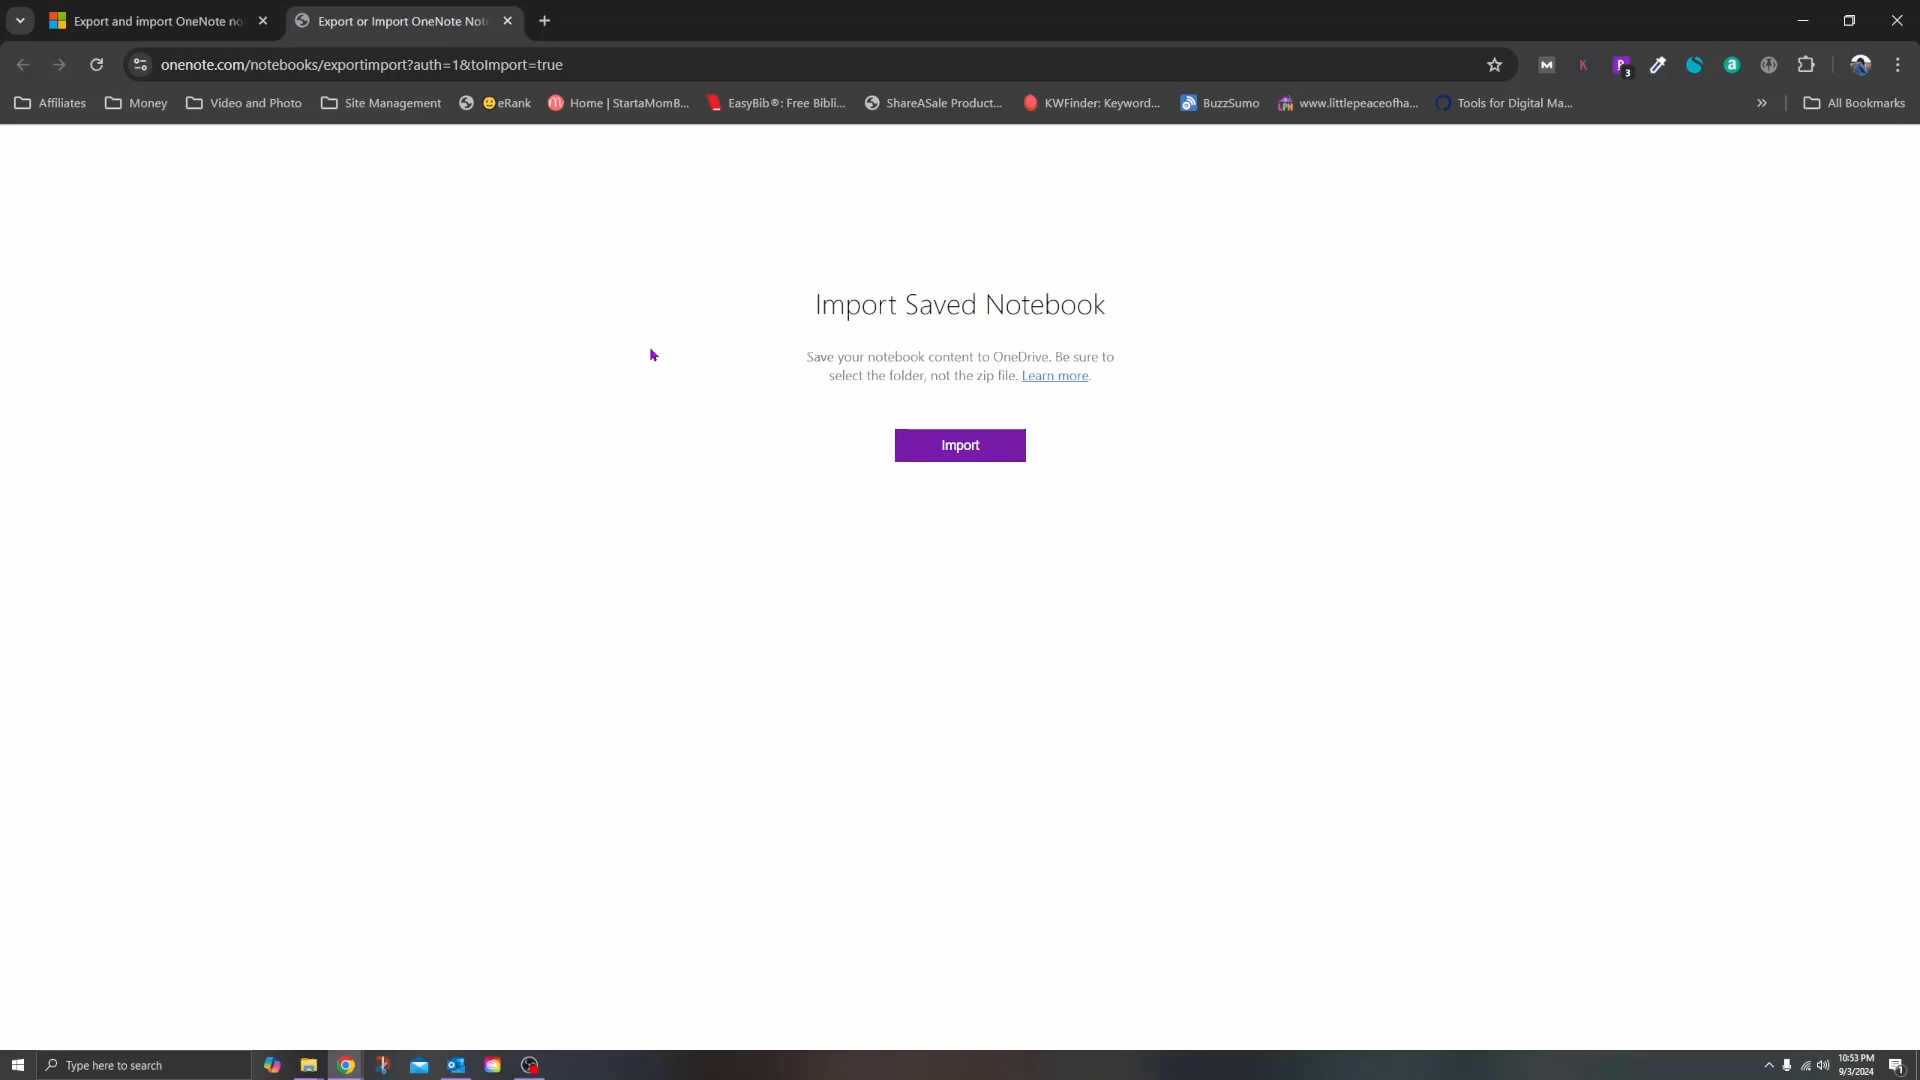 Export and import OneNote no
Export or Import OneNote Not
onenote.com/notebooks/exportimport?auth=1&toImport=true
Affiliates
Money
Video and Photo
Site Management
eRank
Home | StartaMomB...
EasyBib®: Free Bibli...
ShareASale Product...
KWFinder: Keyword...
BuzzSumo
www.littlepeaceofha...
Tools for Digital Ma...
All Bookmarks
Import Saved Notebook
Save your notebook content to OneDrive. Be sure to
select the folder, not the zip file. Learn more.
Import
Type here to search
10:53 PM
9/3/2024